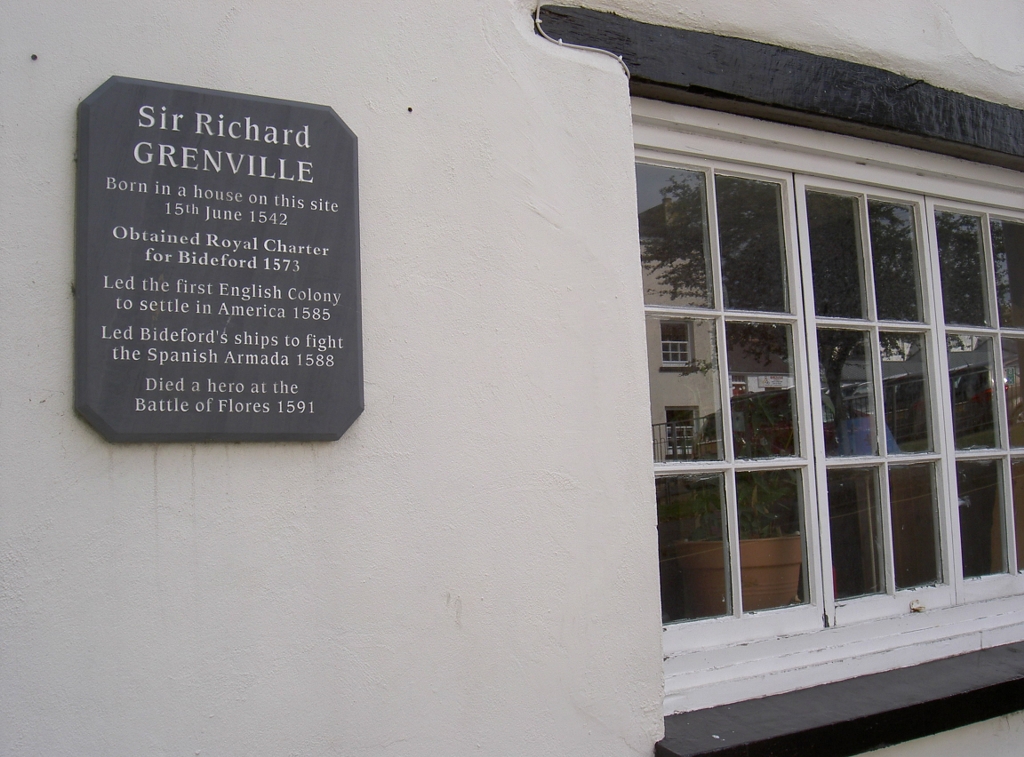 Sir Richard
GRENVILLE
Born in a house on this site
15th June 1542
Obtained Royal Charter
for Bideford 1573
Led the first English Colony
to settle in America 1585
Led Bideford's ships to fight
the Spanish Armada 1588
Died a hero at the
Battle of Flores 1591